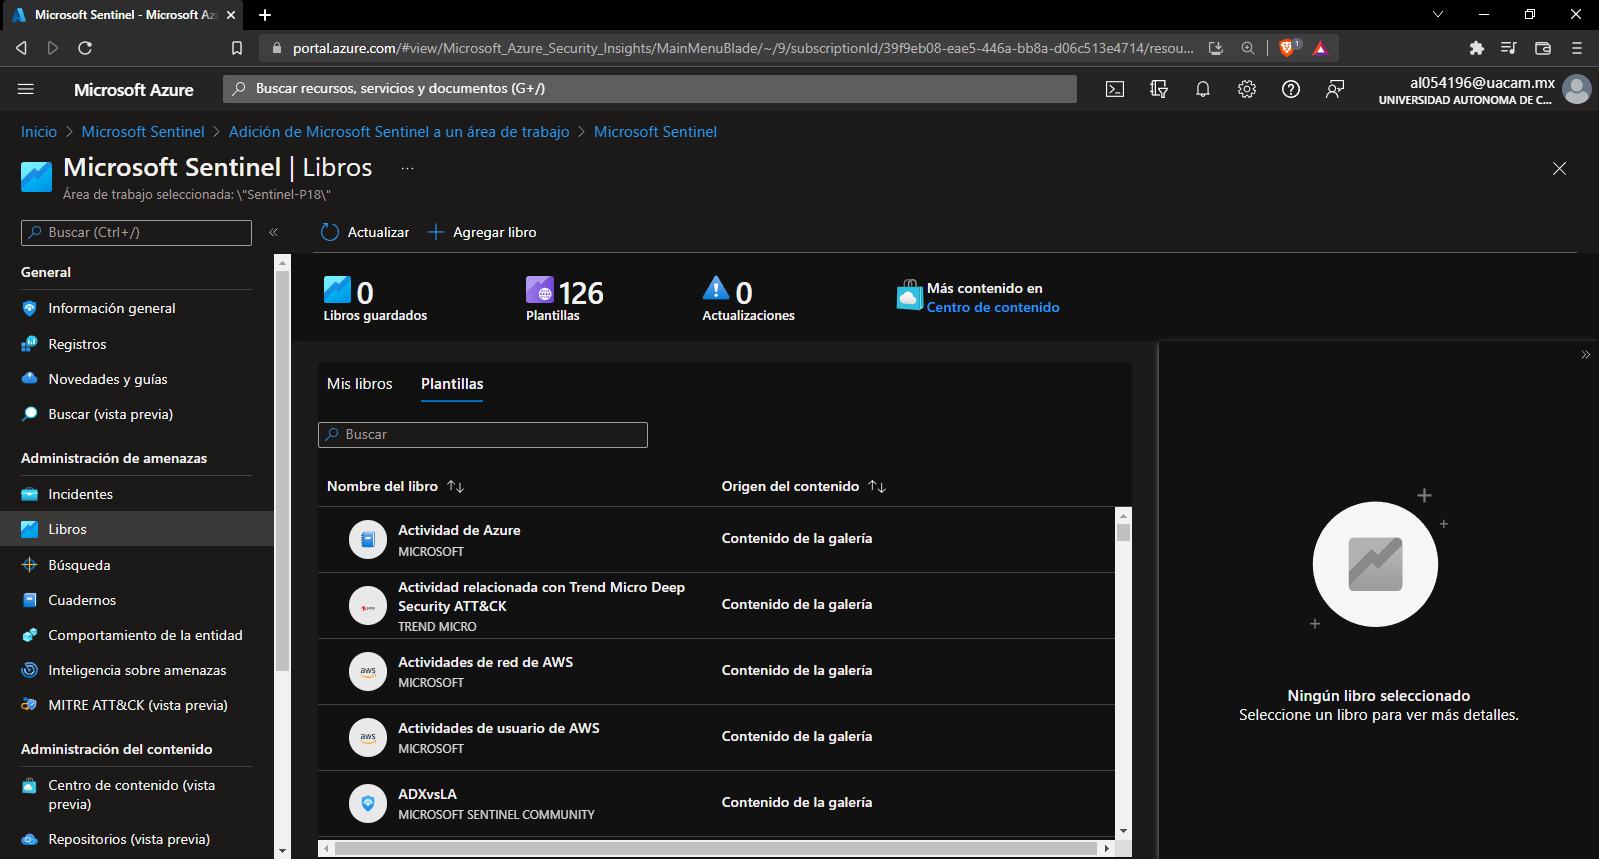 Microsoft Sentinel - Microsoft Az
portal.azure.com/#view/Microsoft_Azure_Security_Insights/MainMenuBlade/~/9/subscriptionId/39f9eb08-eae5-446a-bb8a-d06c513e4714/resou...
1
Microsoft Azure
Buscar recursos, servicios y documentos (G+/)
al054196@uacam.mx
UNIVERSIDAD AUTONOMA DE C...
Inicio > Microsoft Sentinel > Adición de Microsoft Sentinel a un área de trabajo > Microsoft Sentinel
Microsoft Sentinel | Libros ...
Área de trabajo seleccionada: \"Sentinel-P18\"
Buscar (Ctrl+/)
«
Actualizar
Agregar libro
General
Información general
Registros
Novedades y guías
Buscar (vista previa)
Administración de amenazas
Incidentes
Libros
Búsqueda
Cuadernos
Comportamiento de la entidad
Inteligencia sobre amenazas
MITRE ATT&CK (vista previa)
Administración del contenido
Centro de contenido (vista
previa)
Repositorios (vista previa)
0
Libros guardados
126
Plantillas
0
Actualizaciones
Más contenido en
Centro de contenido
Mis libros
Plantillas
Buscar
Nombre del libro ↑↓
Origen del contenido ↑↓
Actividad de Azure
MICROSOFT
Contenido de la galería
Actividad relacionada con Trend Micro Deep
Security ATT&CK
TREND MICRO
Contenido de la galería
aws
Actividades de red de AWS
MICROSOFT
Contenido de la galería
aws
Actividades de usuario de AWS
MICROSOFT
Contenido de la galería
ADXvsLA
MICROSOFT SENTINEL COMMUNITY
Contenido de la galería
»
Ningún libro seleccionado
Seleccione un libro para ver más detalles.